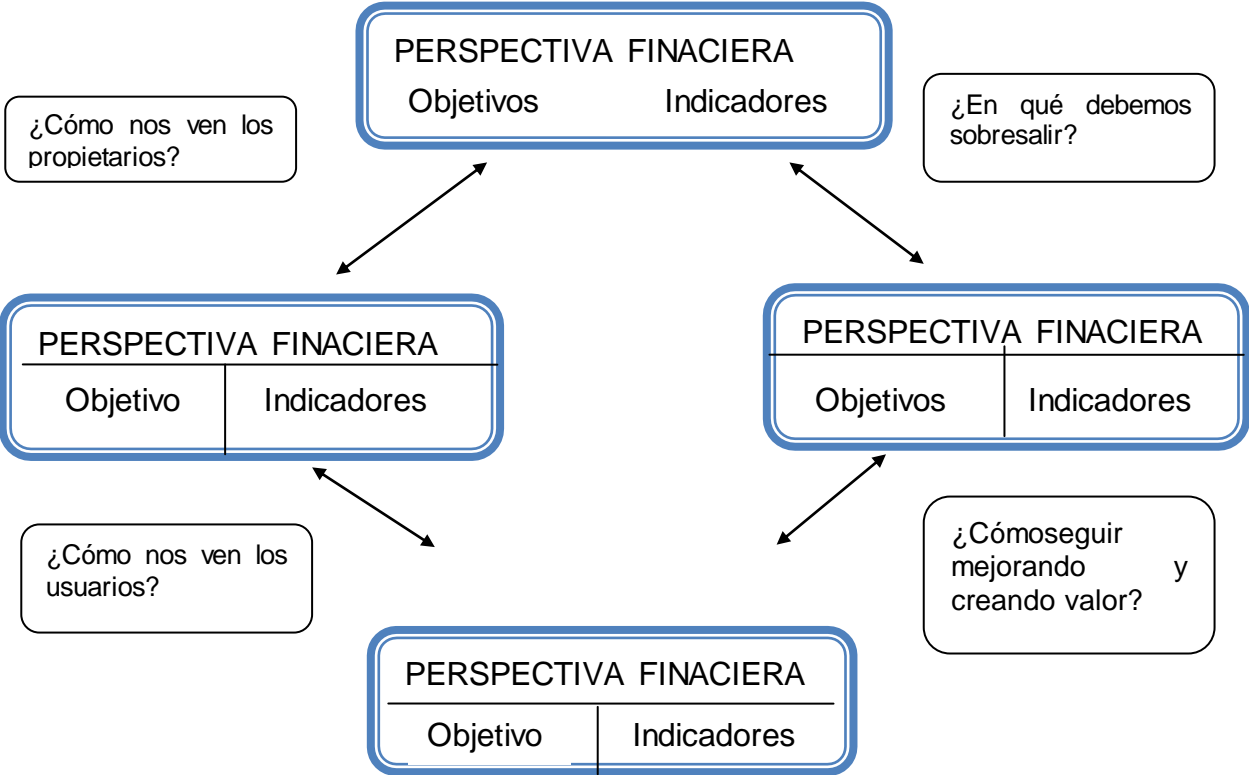 PERSPECTIVA FINACIERA
Objetivos Indicadores
¿Cómo nos ven los
propietarios?
¿En qué debemos
sobresalir?
PERSPECTIVA FINACIERA
Objetivo Indicadores
PERSPECTIVA FINACIERA
Objetivos Indicadores
¿Cómo nos ven los
usuarios?
¿Cómoseguir
mejorando y
creando valor?
PERSPECTIVA FINACIERA
Objetivo Indicadores